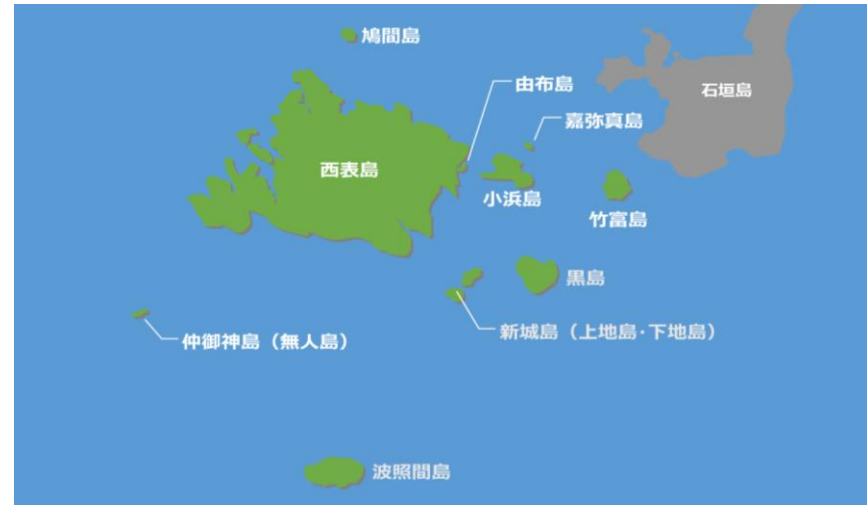 鳩間島
由布島
石垣島
嘉弥真島
西表島
小浜島
竹富島
黒島
新城島（上地島・下地島）
仲御神島（無人島）
波照間島